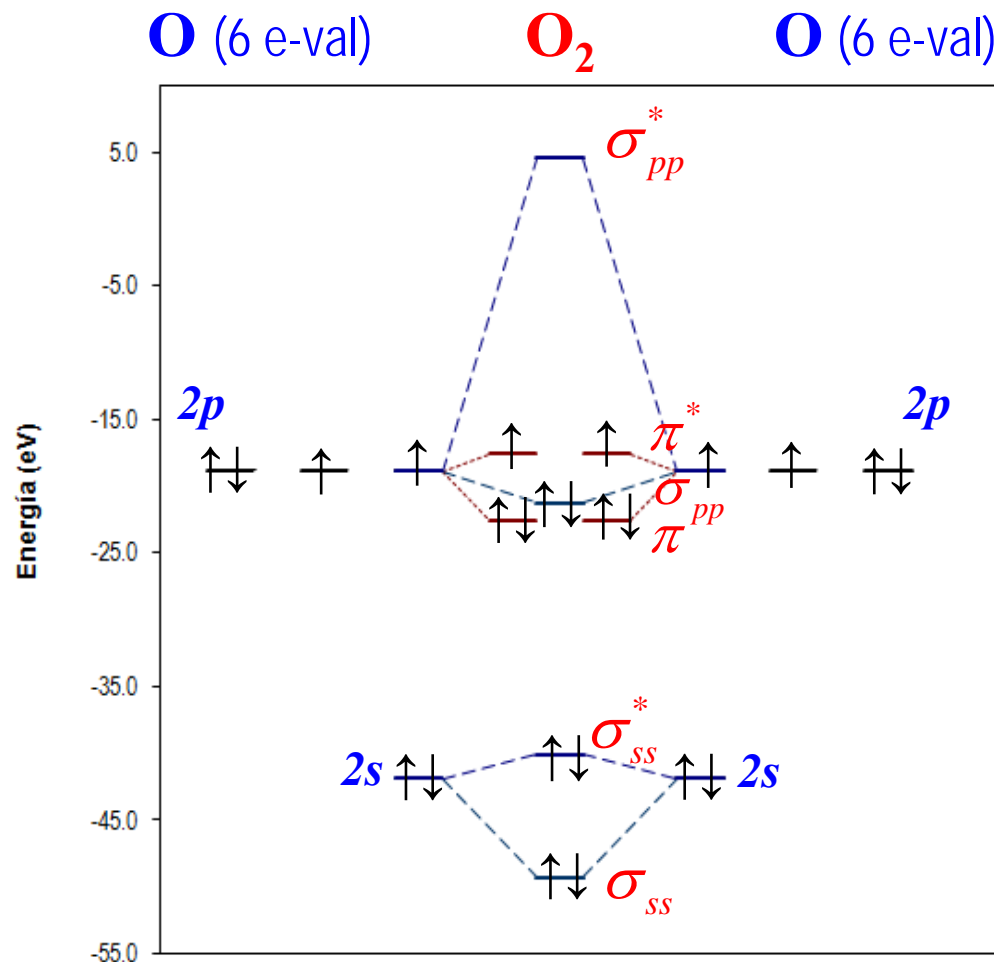 O (6 e-val) O₂ O (6 e-val)
5.0 σ*pp
-5.0
2p 2p
-15.0 π*
σpp
π
-25.0
Energía (eV)
-35.0
σ*ss
2s 2s
-45.0
σss
-55.0